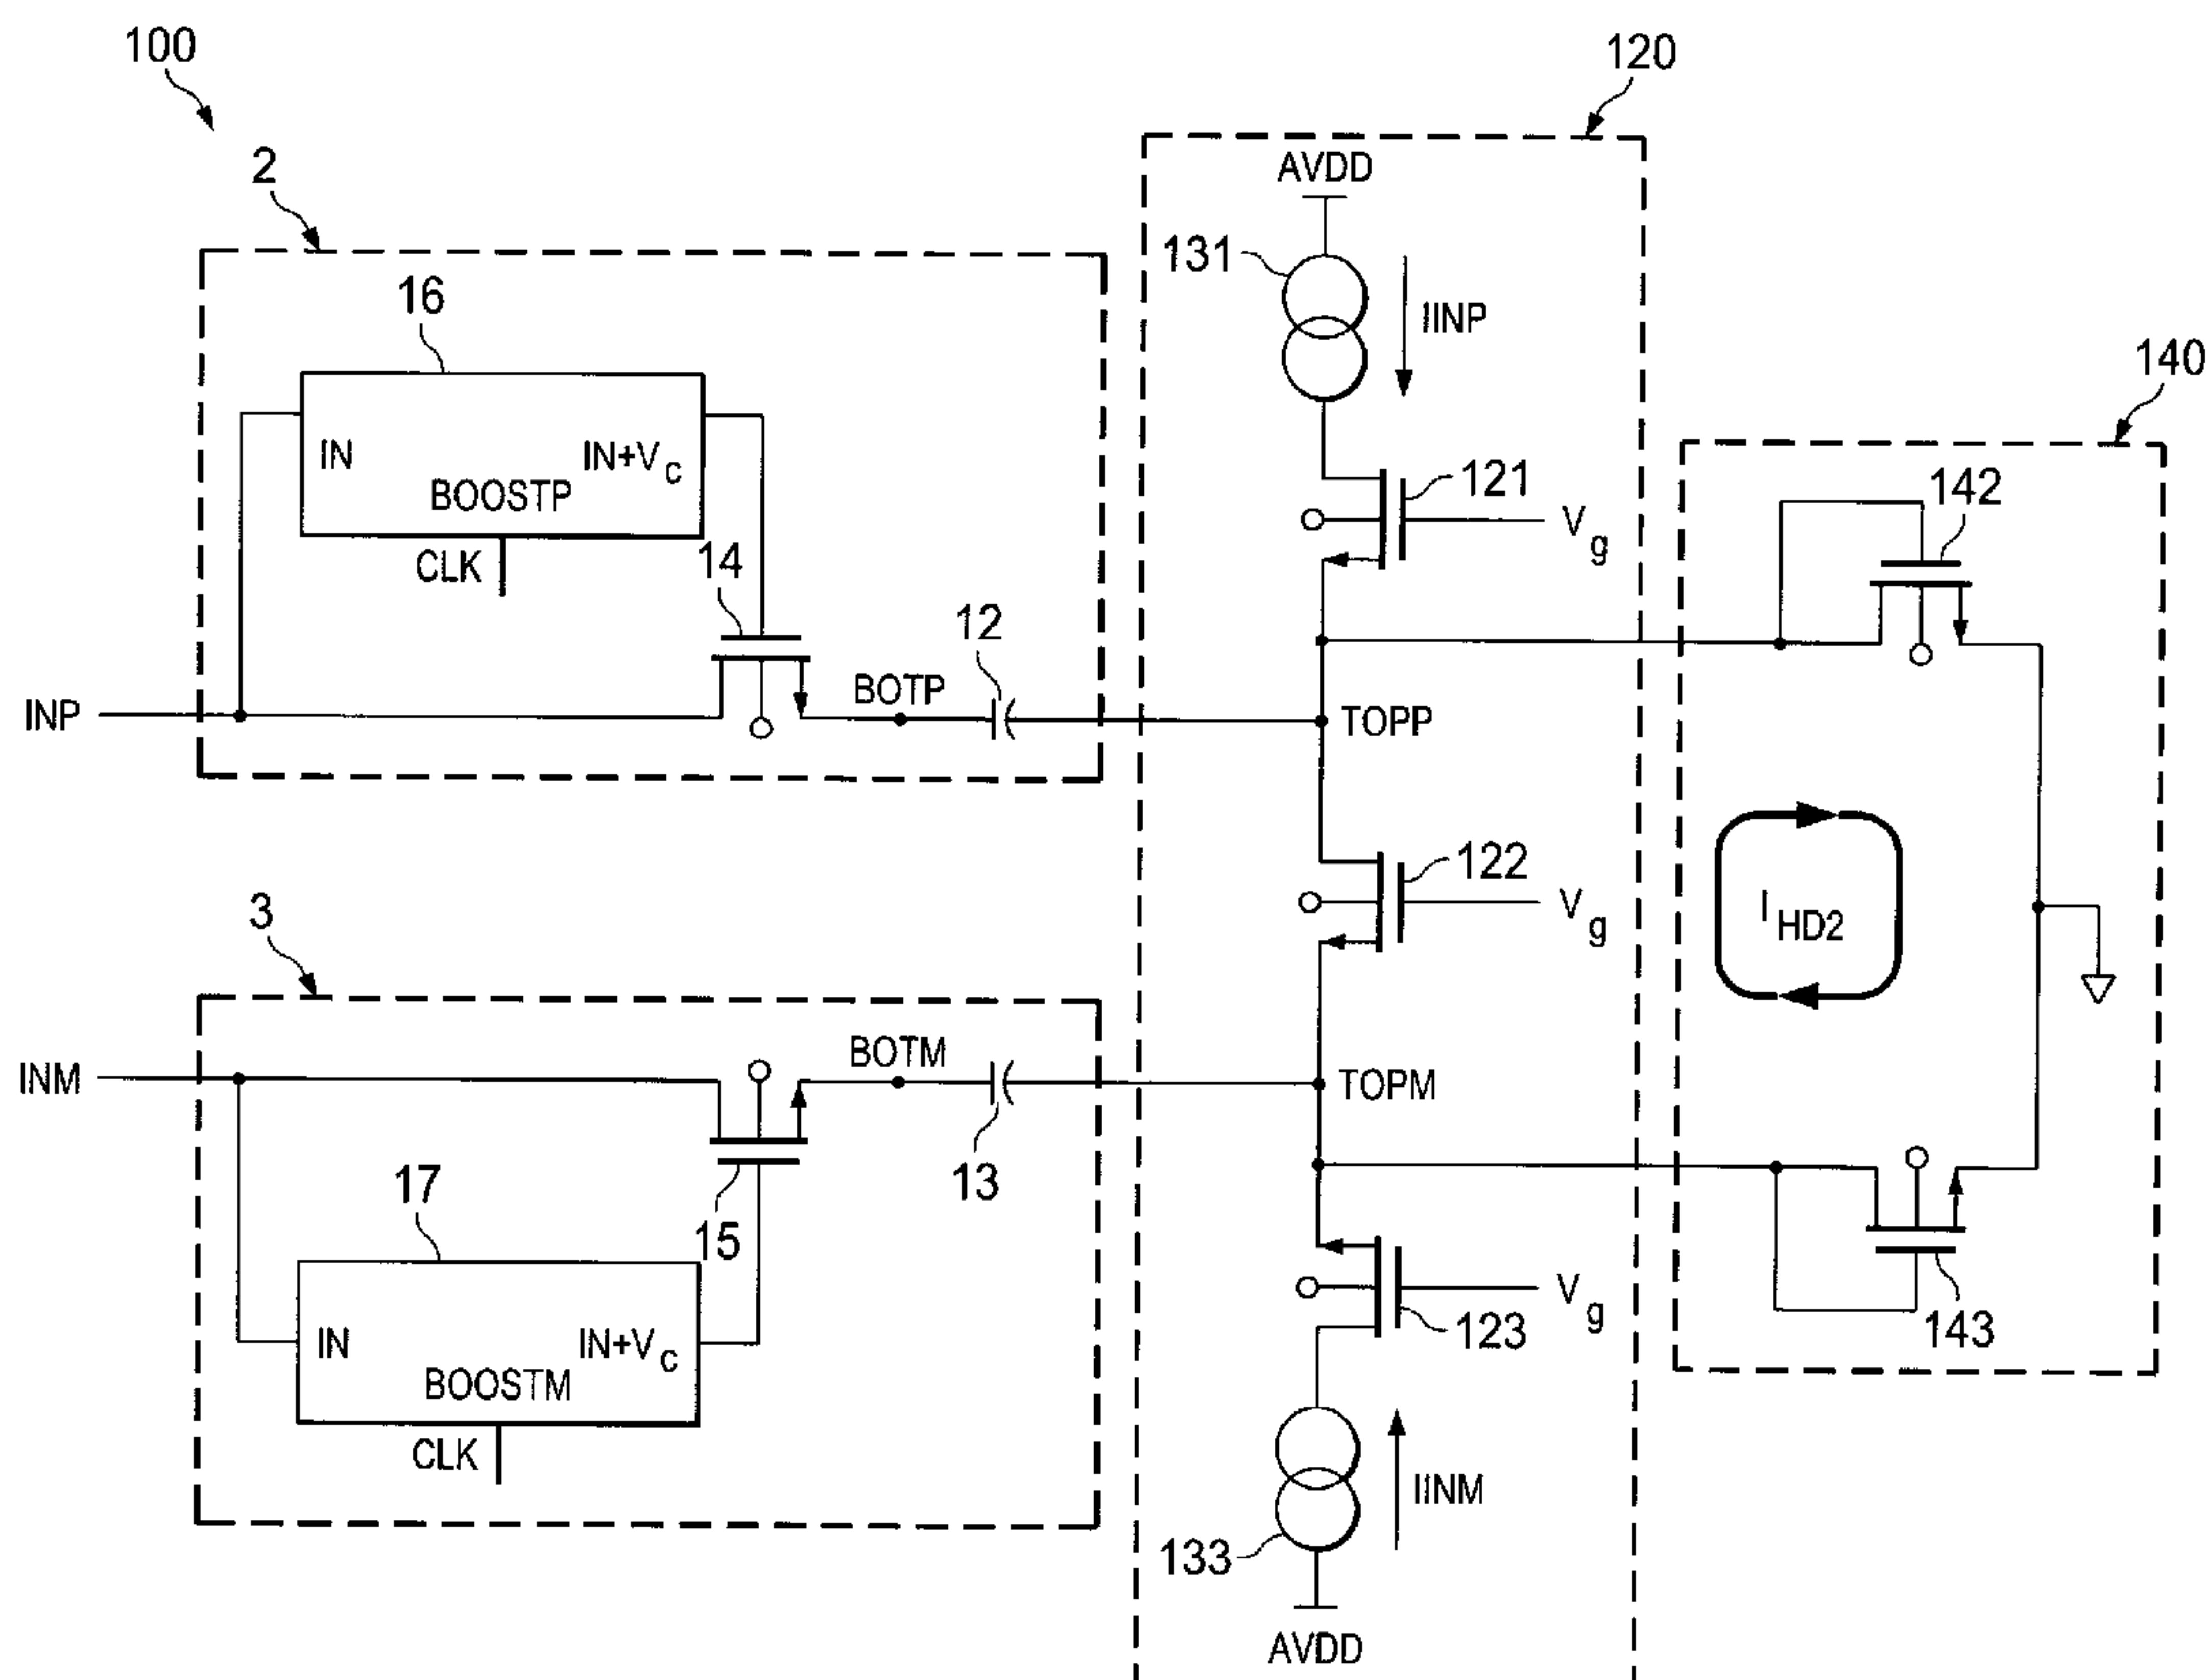 100
120
2
AVDD
131
IINP
16
140
IN
IN+Vc
BOOSTP
CLK
14
121
Vg
142
12
INP
BOTP
TOPP
122
Vg
3
IHD2
INM
BOTM
TOPM
13
17
15
123
Vg
143
IN
IN+Vc
BOOSTM
CLK
IINM
133
AVDD